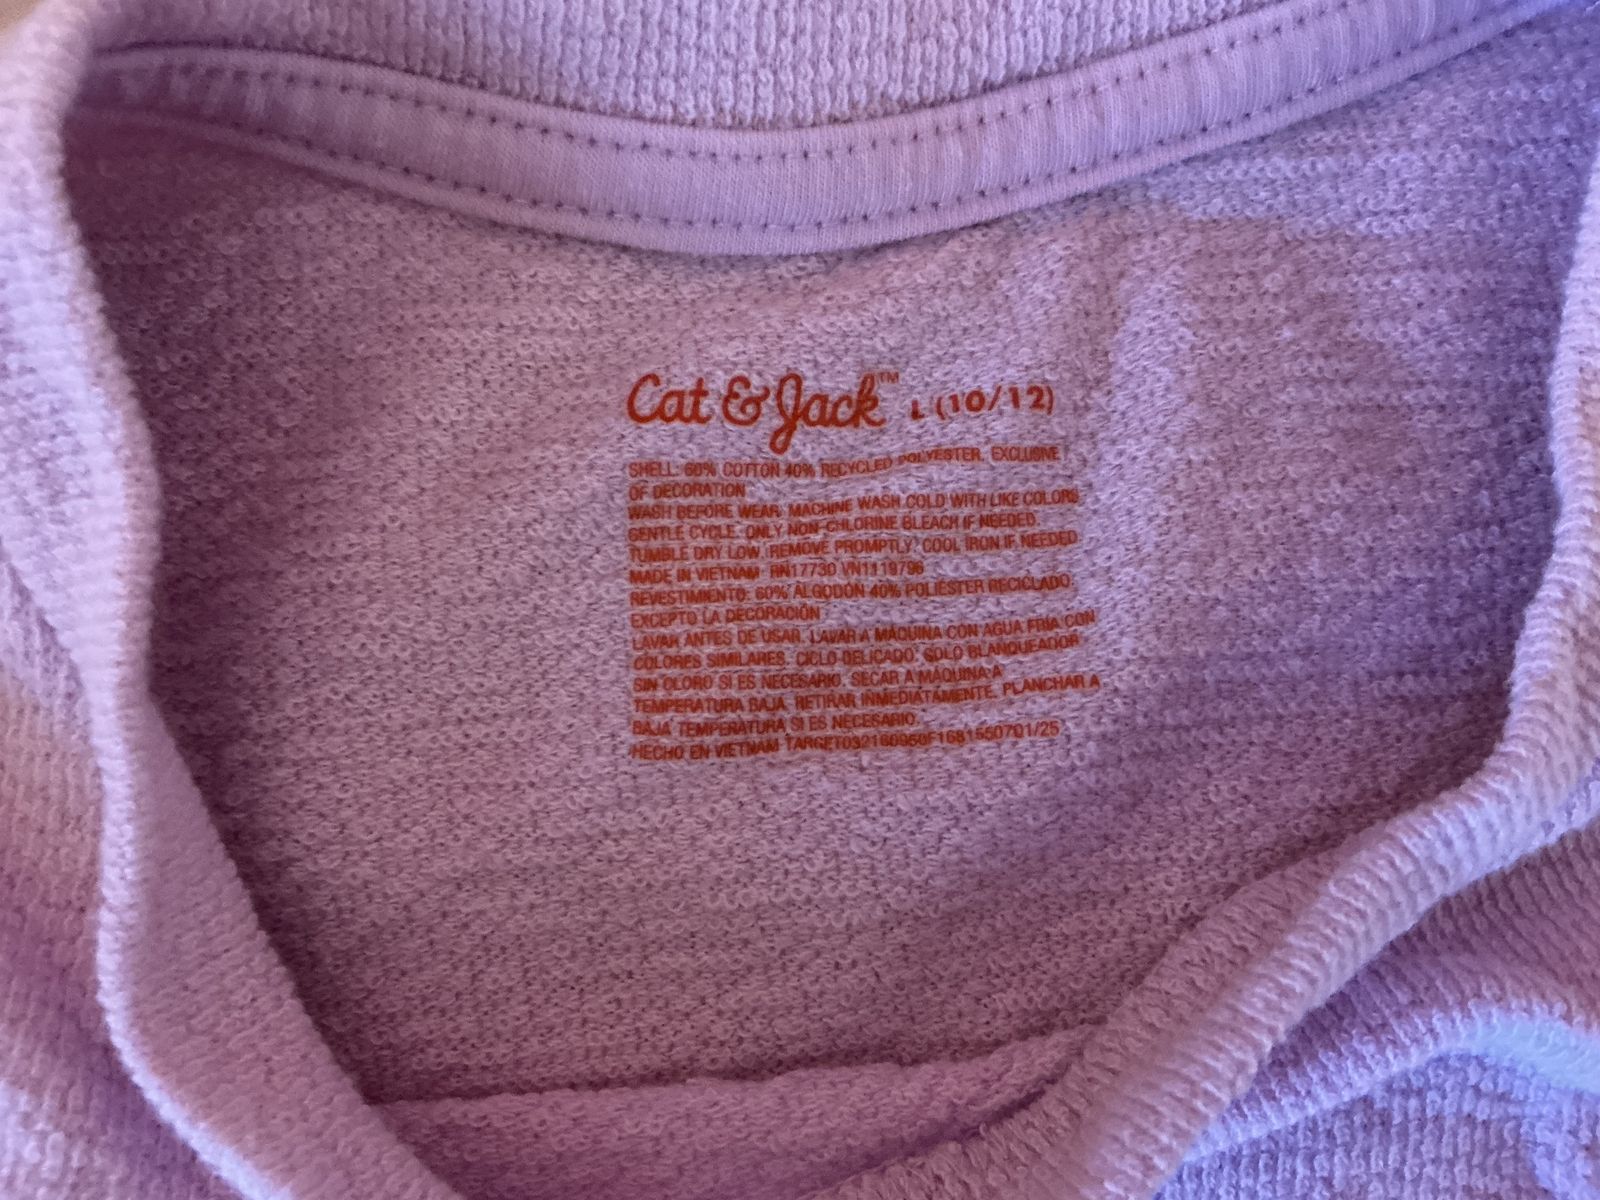 Cat & Jack™ L (10/12)
SHELL: 60% COTTON 40% RECYCLED POLYESTER. EXCLUSIVE
OF DECORATION
WASH BEFORE WEAR. MACHINE WASH COLD WITH LIKE COLORS
GENTLE CYCLE. ONLY NON-CHLORINE BLEACH IF NEEDED.
TUMBLE DRY LOW. REMOVE PROMPTLY. COOL IRON IF NEEDED
MADE IN VIETNAM RN17730 VN1119796
REVESTIMIENTO: 60% ALGODÓN 40% POLIÉSTER RECICLADO.
EXCEPTO LA DECORACIÓN
LAVAR ANTES DE USAR. LAVAR A MÁQUINA CON AGUA FRÍA CON
COLORES SIMILARES. CICLO DELICADO. SOLO BLANQUEADOR
SIN CLORO SI ES NECESARIO. SECAR A MÁQUINA A
TEMPERATURA BAJA. RETIRAR INMEDIATAMENTE. PLANCHAR A
BAJA TEMPERATURA SI ES NECESARIO.
HECHO EN VIETNAM